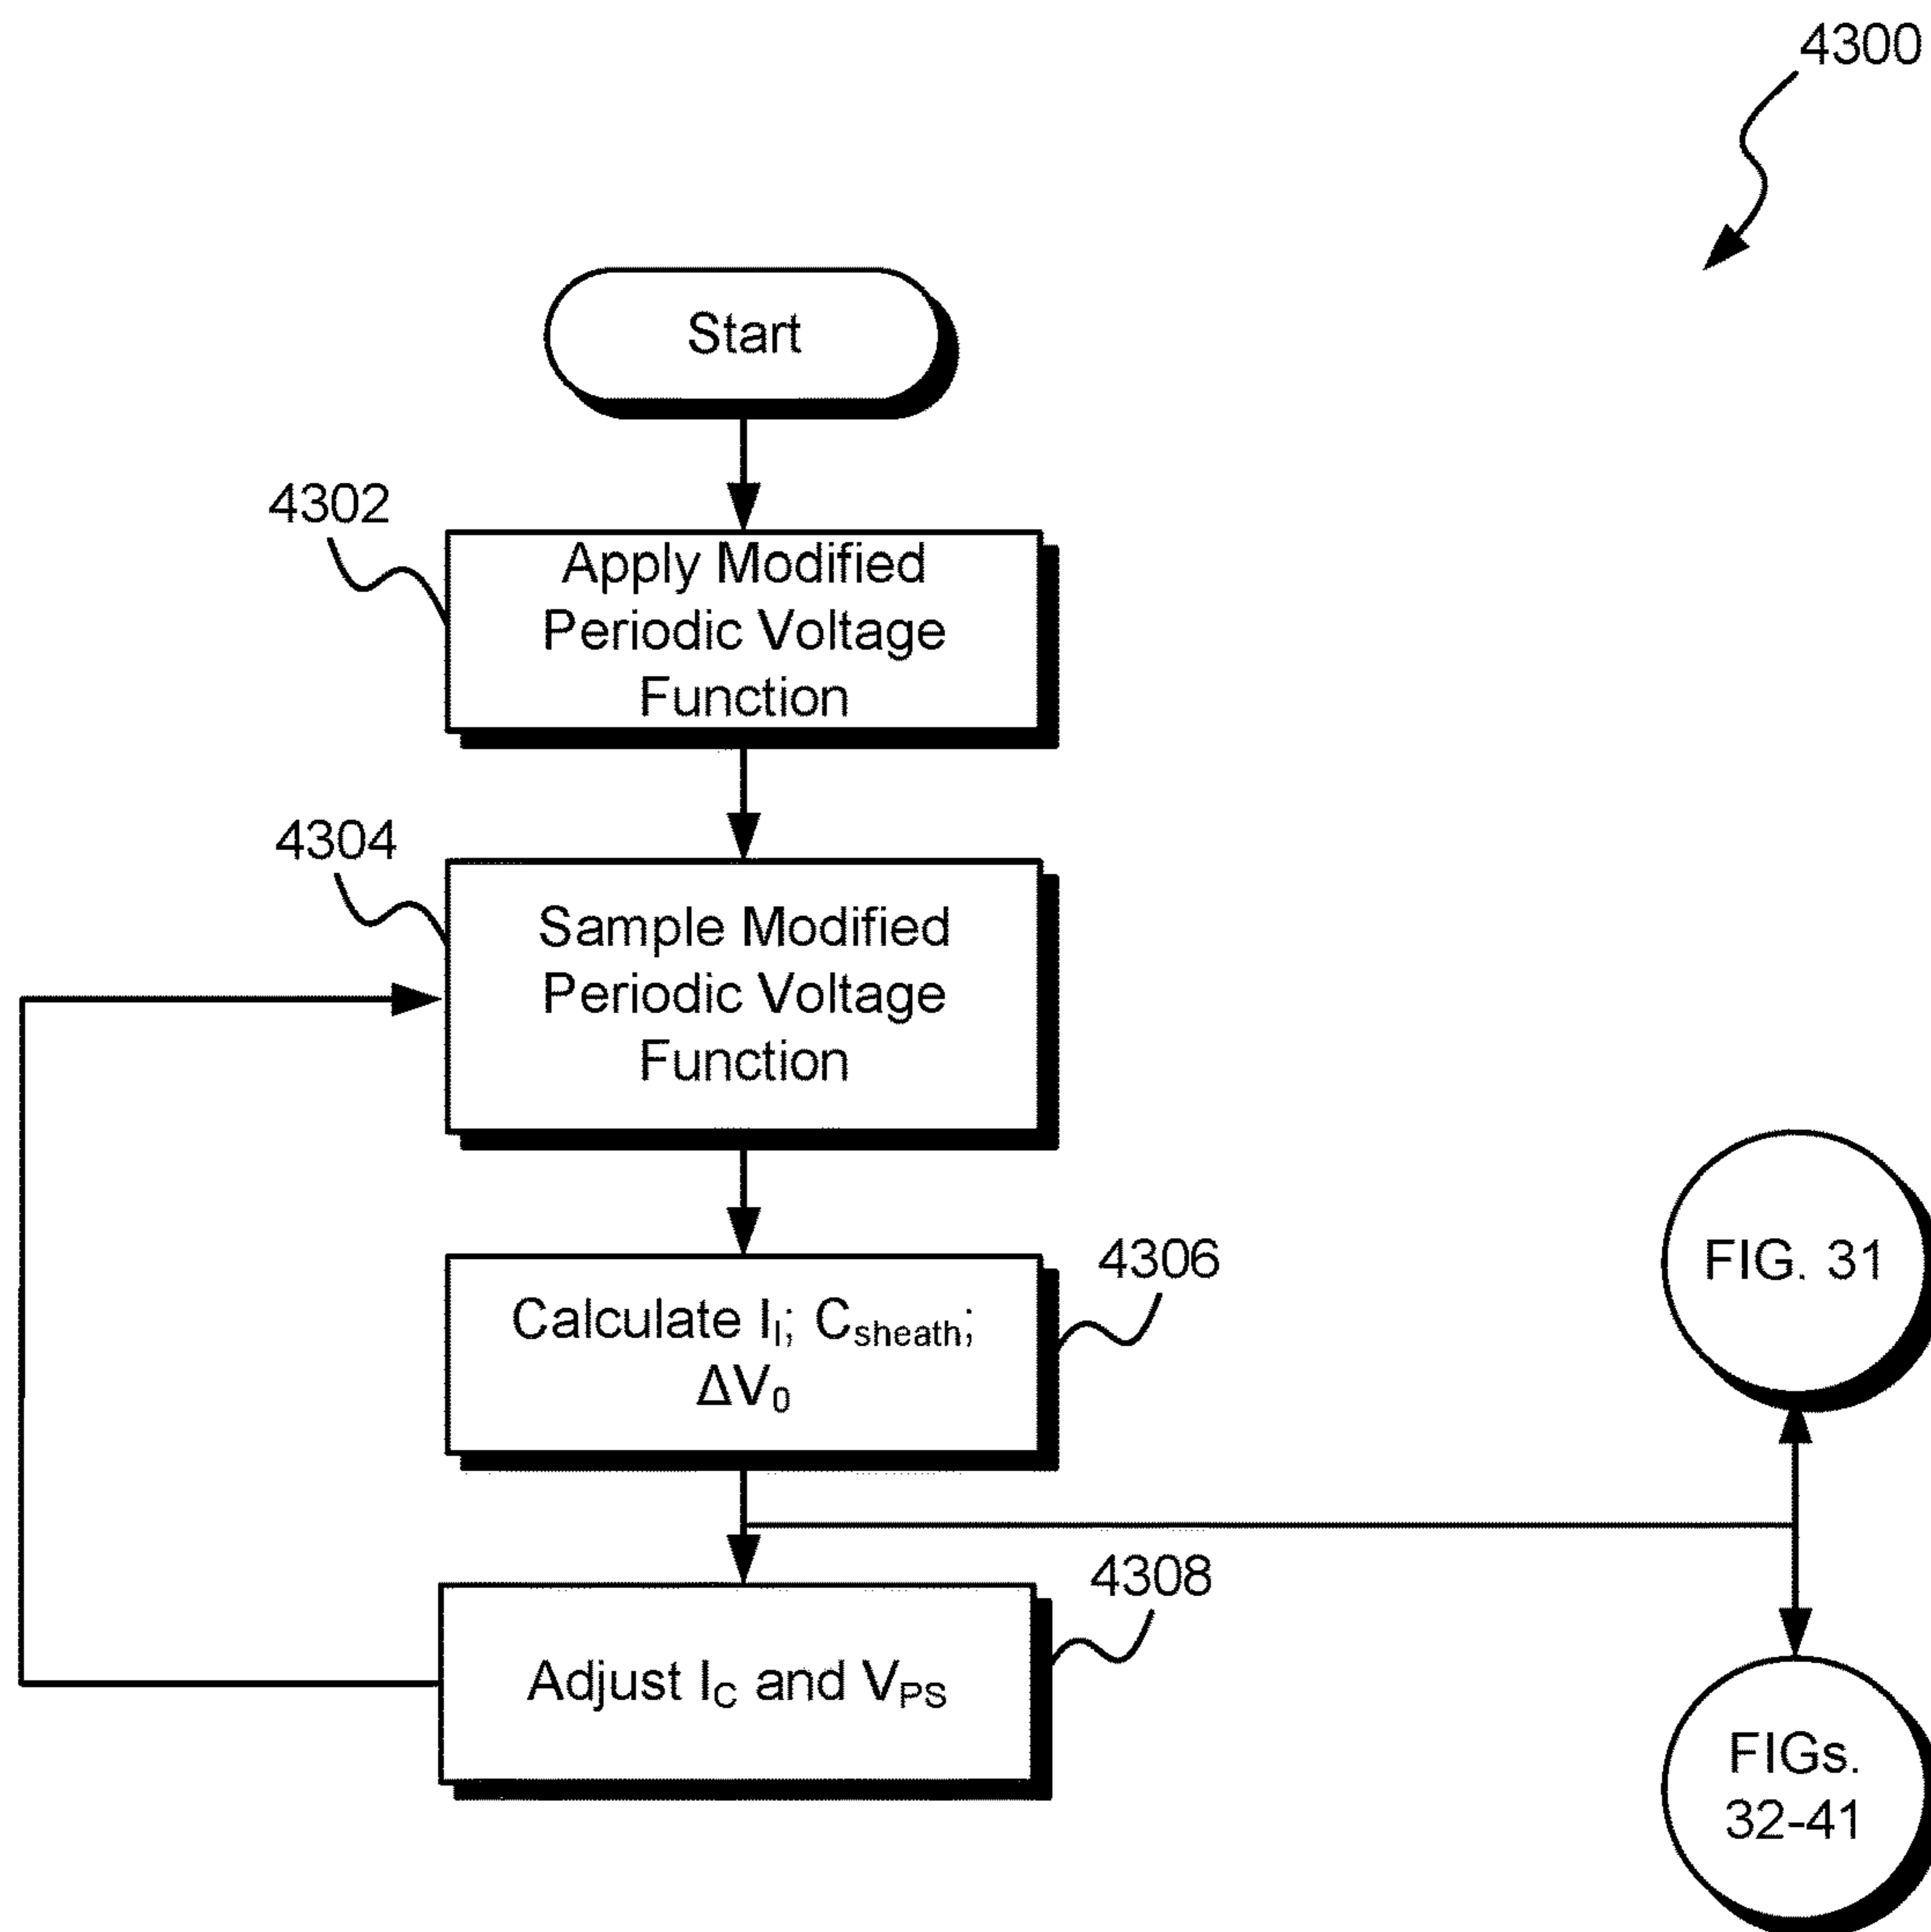 4300
Start
4302
Apply Modified
Periodic Voltage
Function
4304
Sample Modified
Periodic Voltage
Function
4306
Calculate I_I; C_sheath;
ΔV_0
FIG. 31
4308
Adjust I_C and V_PS
FIGs.
32-41